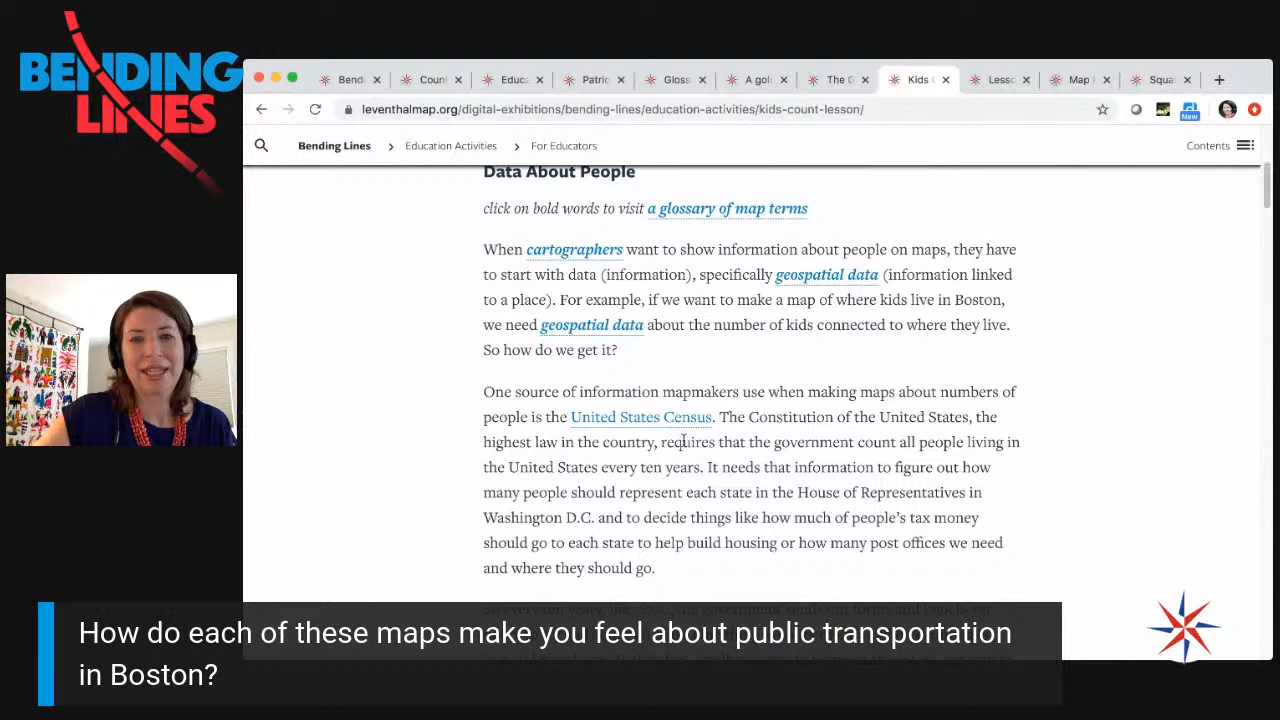 BENDING
LINES
Bendi
Coun
Educa
Patric
Gloss
A gol
The G
Kids C
Lesso
Map F
Squa
leventhalmap.org/digital-exhibitions/bending-lines/education-activities/kids-count-lesson/
New
Bending Lines
Education Activities
For Educators
Contents
Data About People
click on bold words to visit a glossary of map terms
When cartographers want to show information about people on maps, they have
to start with data (information), specifically geospatial data (information linked
to a place). For example, if we want to make a map of where kids live in Boston,
we need geospatial data about the number of kids connected to where they live.
So how do we get it?
One source of information mapmakers use when making maps about numbers of
people is the United States Census. The Constitution of the United States, the
highest law in the country, requires that the government count all people living in
the United States every ten years. It needs that information to figure out how
many people should represent each state in the House of Representatives in
Washington D.C. and to decide things like how much of people's tax money
should go to each state to help build housing or how many post offices we need
and where they should go.
How do each of these maps make you feel about public transportation
in Boston?